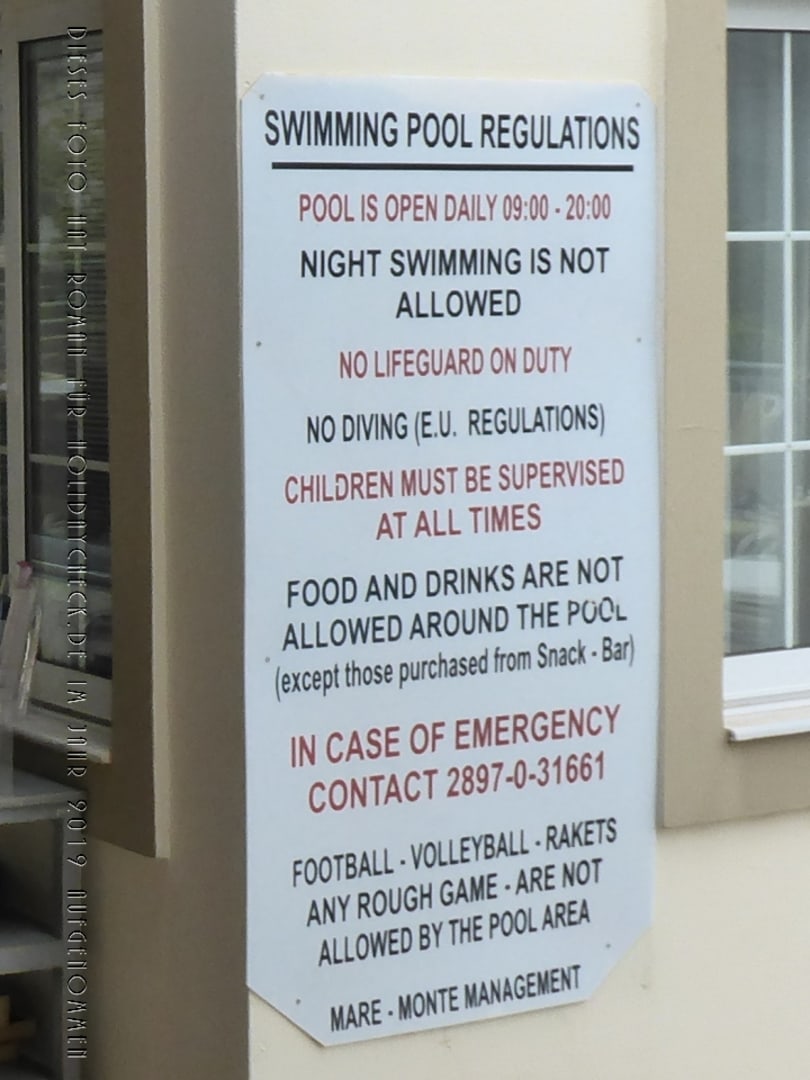 SWIMMING POOL REGULATIONS
POOL IS OPEN DAILY 09:00 - 20:00
NIGHT SWIMMING IS NOT
ALLOWED
NO LIFEGUARD ON DUTY
NO DIVING (E.U. REGULATIONS)
CHILDREN MUST BE SUPERVISED
AT ALL TIMES
FOOD AND DRINKS ARE NOT
ALLOWED AROUND THE POOL
(except those purchased from Snack - Bar)
IN CASE OF EMERGENCY
CONTACT 2897-0-31661
FOOTBALL - VOLLEYBALL - RAKETS
ANY ROUGH GAME - ARE NOT
ALLOWED BY THE POOL AREA
MARE - MONTE MANAGEMENT
DIESES FOTO HAT ROMAN FÜR HOLIDAYCHECK.DE IM JAHR 2019 AUFGENOMMEN